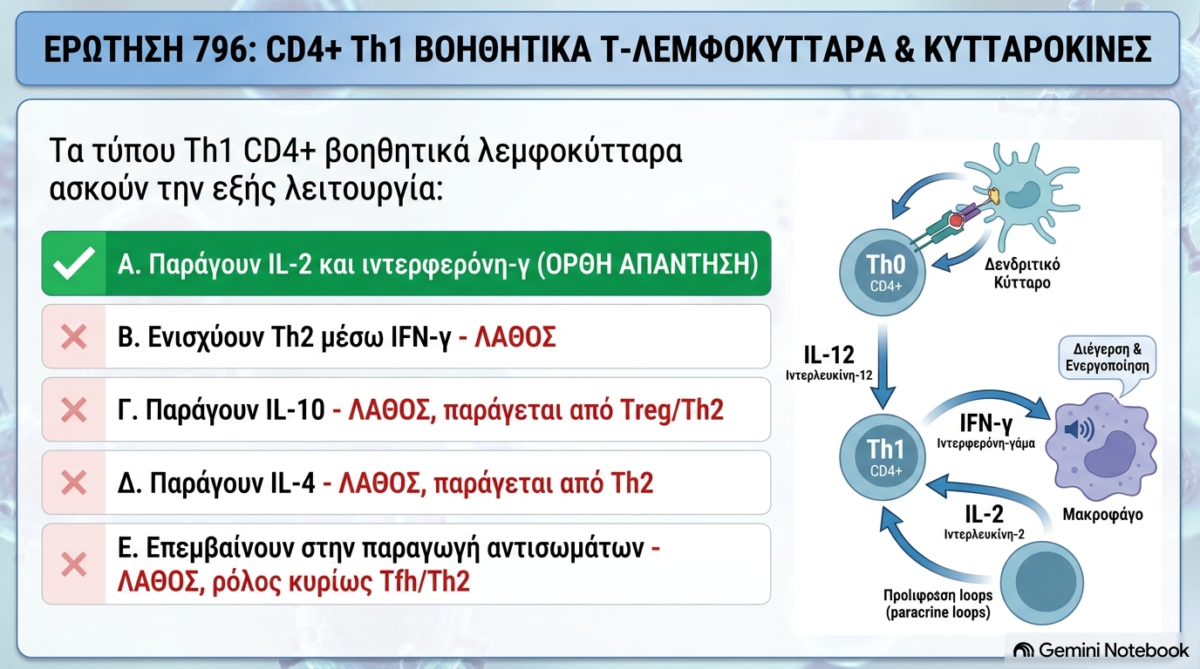 ΕΡΩΤΗΣΗ 796: CD4+ Th1 ΒΟΗΘΗΤΙΚΑ Τ-ΛΕΜΦΟΚΥΤΤΑΡΑ & ΚΥΤΤΑΡΟΚΙΝΕΣ
Τα τύπου Th1 CD4+ βοηθητικά λεμφοκύτταρα
ασκούν την εξής λειτουργία:
Α. Παράγουν IL-2 και ιντερφερόνη-γ (ΟΡΘΗ ΑΠΑΝΤΗΣΗ)
Β. Ενισχύουν Th2 μέσω IFN-γ - ΛΑΘΟΣ
Γ. Παράγουν IL-10 - ΛΑΘΟΣ, παράγεται από Treg/Th2
Δ. Παράγουν IL-4 - ΛΑΘΟΣ, παράγεται από Th2
Ε. Επεμβαίνουν στην παραγωγή αντισωμάτων -
ΛΑΘΟΣ, ρόλος κυρίως Tfh/Th2
Th0
CD4+
Δενδριτικό
Κύτταρο
IL-12
Ιντερλευκίνη-12
Διέγερση &
Ενεργοποίηση
Th1
CD4+
IFN-γ
Ιντερφερόνη-γάμα
Μακροφάγο
IL-2
Ιντερλευκίνη-2
loops
(paracrine loops)
Gemini Notebook